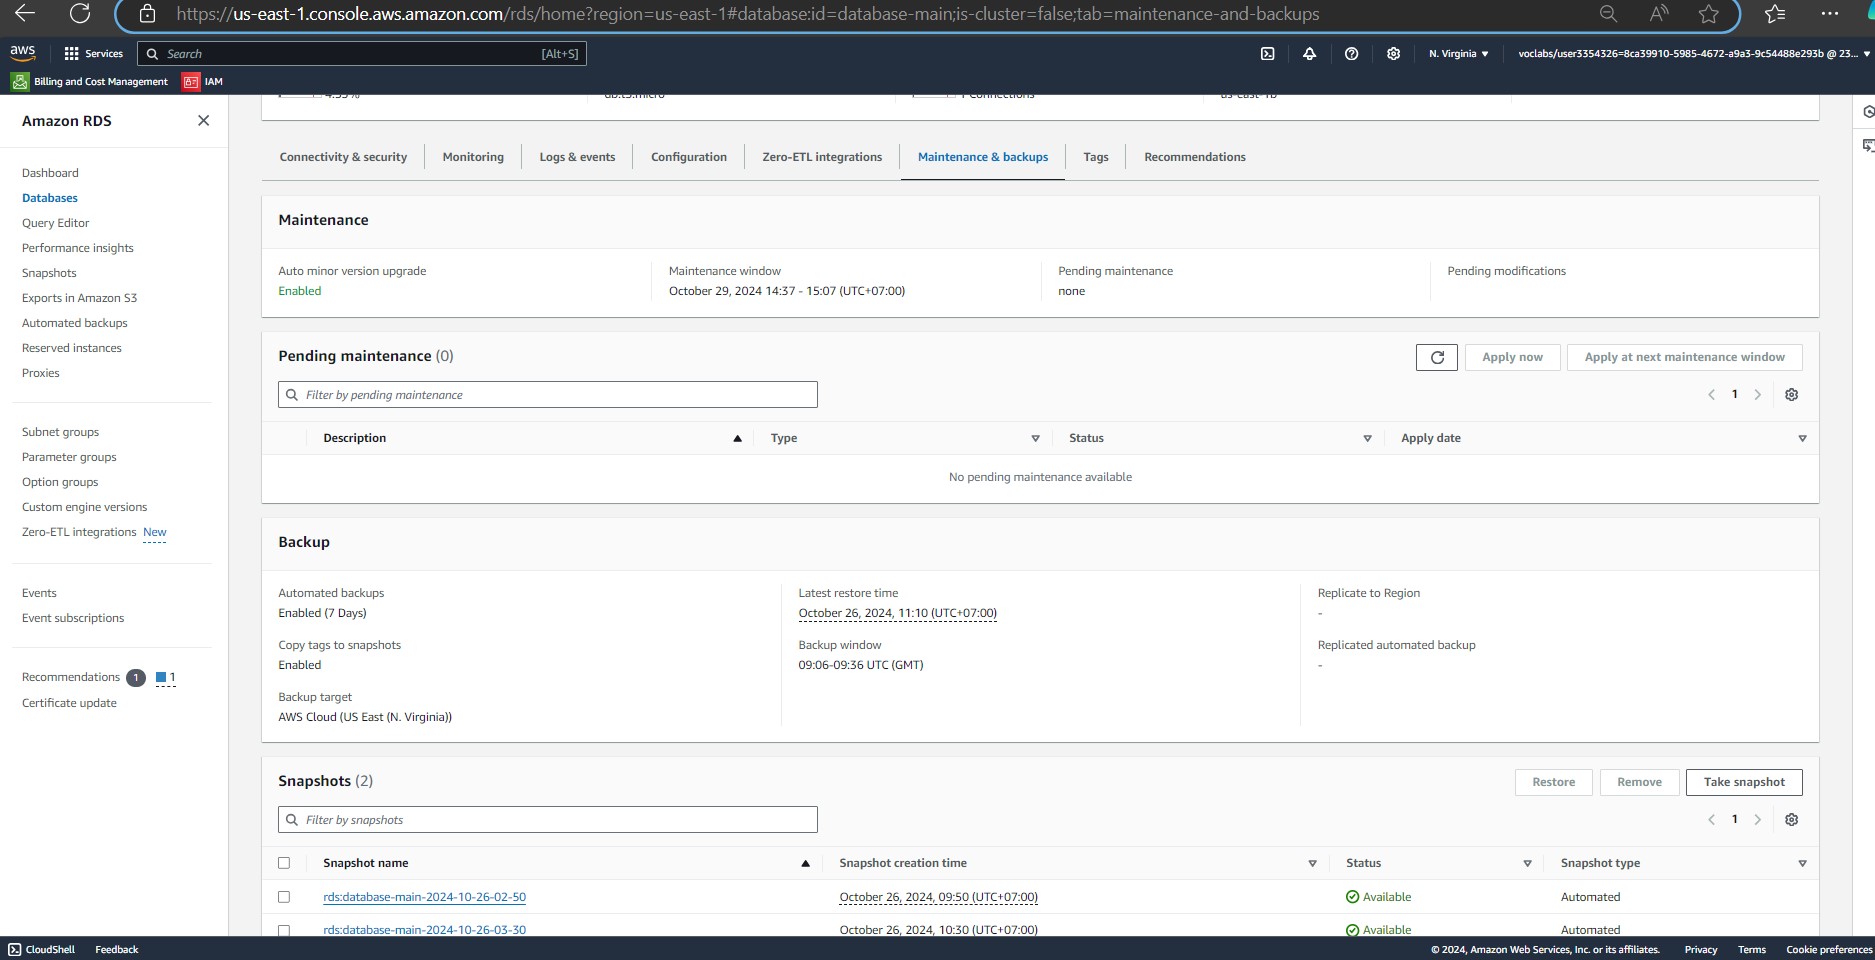 https://us-east-1.console.aws.amazon.com/rds/home?region=us-east-1#database:id=database-main;is-cluster=false;tab=maintenance-and-backups
aws Services Search [Alt+S] N. Virginia voclabs/user3354326=8ca39910-5985-4672-a9a3-9c54488e293b @ 23...
Billing and Cost Management IAM
4.55% db.t3.micro 1 Connections us-east-1b
Amazon RDS
Dashboard
Databases
Query Editor
Performance insights
Snapshots
Exports in Amazon S3
Automated backups
Reserved instances
Proxies
Subnet groups
Parameter groups
Option groups
Custom engine versions
Zero-ETL integrations New
Events
Event subscriptions
Recommendations 1 1
Certificate update
Connectivity & security Monitoring Logs & events Configuration Zero-ETL integrations Maintenance & backups Tags Recommendations
Maintenance
Auto minor version upgrade
Enabled
Maintenance window
October 29, 2024 14:37 - 15:07 (UTC+07:00)
Pending maintenance
none
Pending modifications
Pending maintenance (0)
Apply now Apply at next maintenance window
Filter by pending maintenance
1
Description Type Status Apply date
No pending maintenance available
Backup
Automated backups
Enabled (7 Days)
Copy tags to snapshots
Enabled
Backup target
AWS Cloud (US East (N. Virginia))
Latest restore time
October 26, 2024, 11:10 (UTC+07:00)
Backup window
09:06-09:36 UTC (GMT)
Replicate to Region
-
Replicated automated backup
-
Snapshots (2)
Restore Remove Take snapshot
Filter by snapshots
1
Snapshot name Snapshot creation time Status Snapshot type
rds:database-main-2024-10-26-02-50 October 26, 2024, 09:50 (UTC+07:00) Available Automated
rds:database-main-2024-10-26-03-30 October 26, 2024, 10:30 (UTC+07:00) Available Automated
CloudShell Feedback © 2024, Amazon Web Services, Inc. or its affiliates. Privacy Terms Cookie preferences